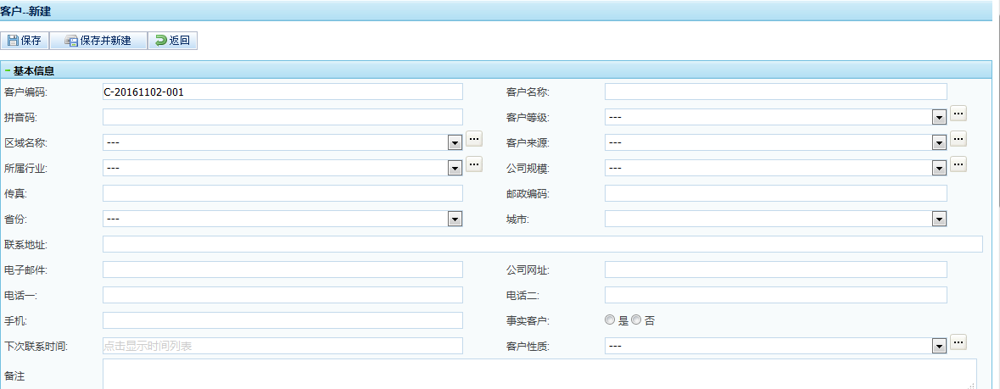 客户--新建
保存 保存并新建 返回
基本信息
客户编码: C-20161102-001 客户名称:
拼音码: 客户等级: ---
区域名称: --- 客户来源: ---
所属行业: --- 公司规模: ---
传真: 邮政编码:
省份: --- 城市:
联系地址:
电子邮件: 公司网址:
电话一: 电话二:
手机: 事实客户: 是 否
下次联系时间: 点击显示时间列表 客户性质: ---
备注